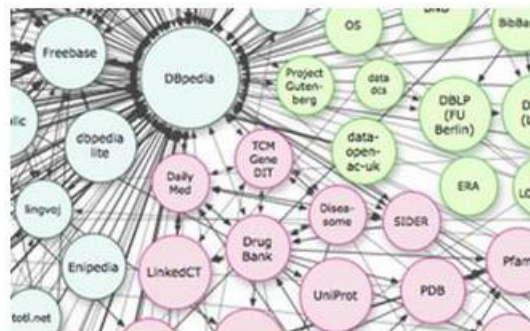 OS
BibBa
Freebase
DBpedia
Project
Guten-
berg
data
dcs
DBLP
(FU
Berlin)
dbpedia
lite
data-
open-
ac-uk
TCM
Gene
DIT
Daily
Med
ERA
lingvoj
Disea-
some
SIDER
Drug
Bank
Enipedia
LinkedCT
Pfam
UniProt
PDB
totl.net